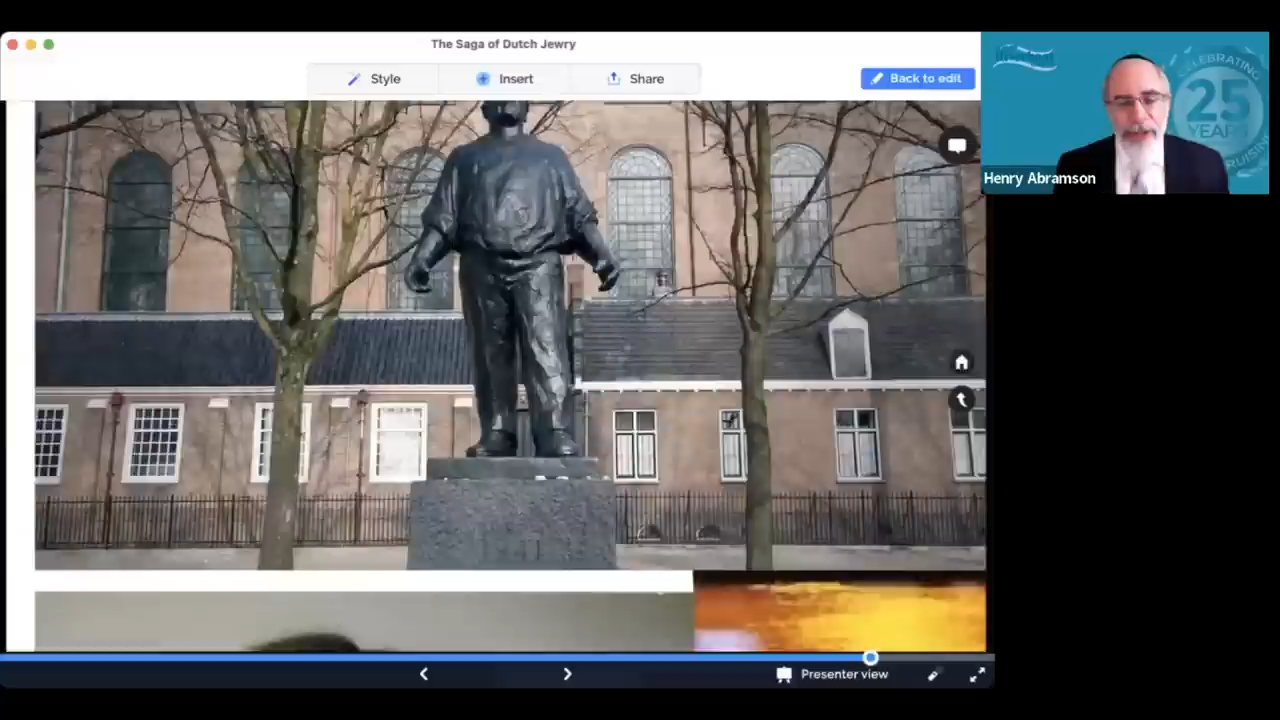 The Saga of Dutch Jewry
Style
Insert
Share
Back to edit
CELEBRATING
25
YEARS
Henry Abramson
Presenter view